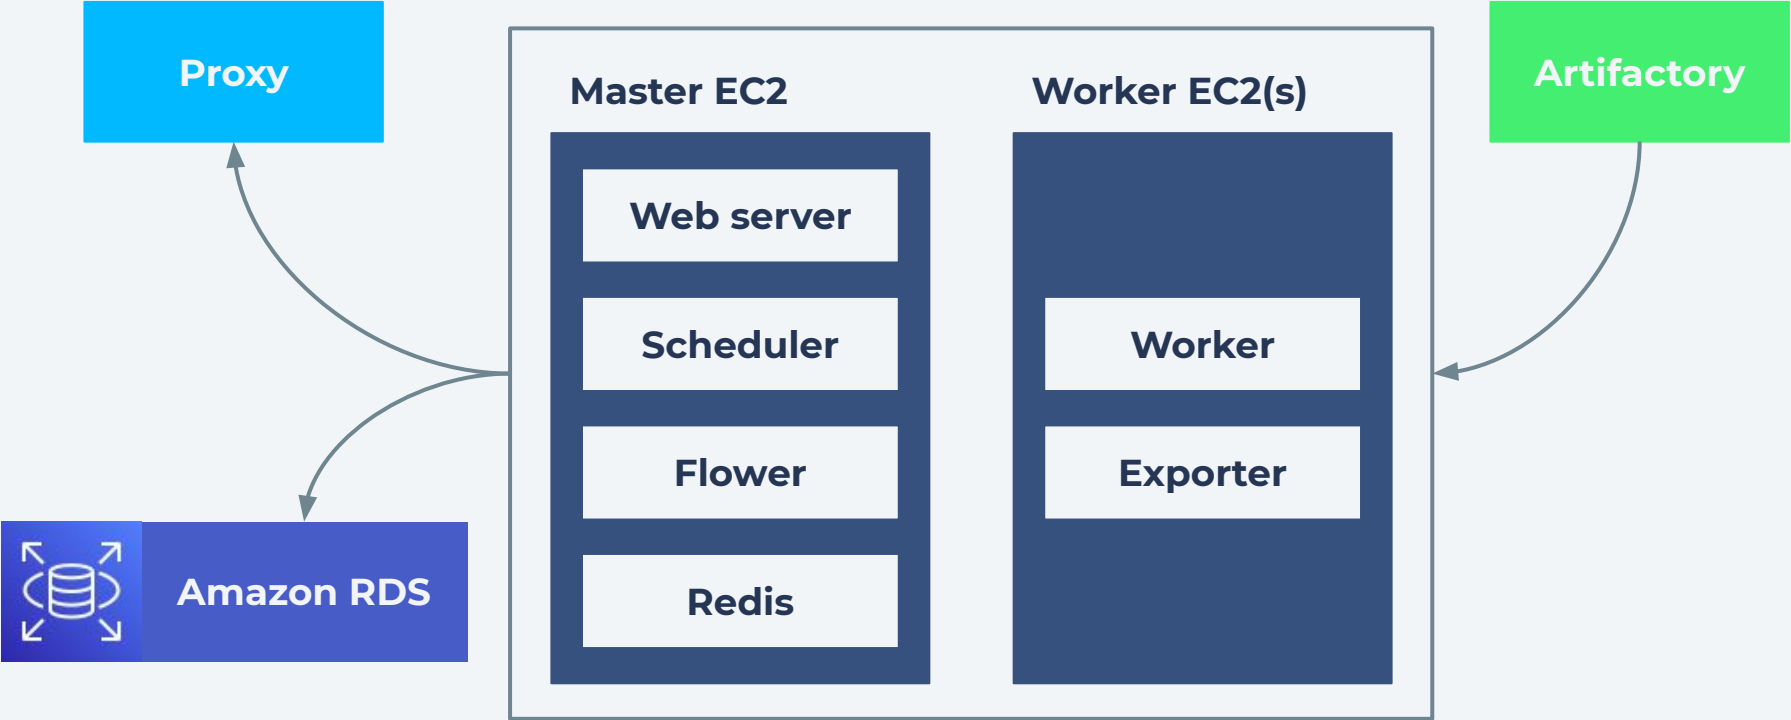 Proxy
Master EC2
Worker EC2(s)
Artifactory
Web server
Scheduler
Flower
Redis
Worker
Exporter
Amazon RDS